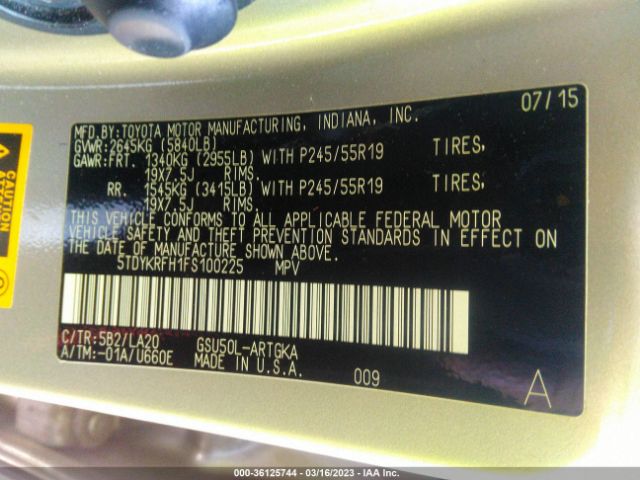 07/15
MFD.BY:TOYOTA MOTOR MANUFACTURING, INDIANA, INC.
GVWR:2645KG (5840LB)
GAWR:FRT. 1340KG (2955LB) WITH P245/55R19 TIRES,
19X7.5J RIMS.
RR. 1545KG (3415LB) WITH P245/55R19 TIRES,
19X7.5J RIMS.
THIS VEHICLE CONFORMS TO ALL APPLICABLE FEDERAL MOTOR
VEHICLE SAFETY AND THEFT PREVENTION STANDARDS IN EFFECT ON
THE DATE OF MANUFACTURE SHOWN ABOVE.
5TDYKRFH1FS100225 MPV
C/TR:5B2/LA20 GSU50L-ARTGKA
A/TM:-01A/U660E MADE IN U.S.A.
009
A
CAUTION
000-36125744 - 03/16/2023 - IAA Inc.